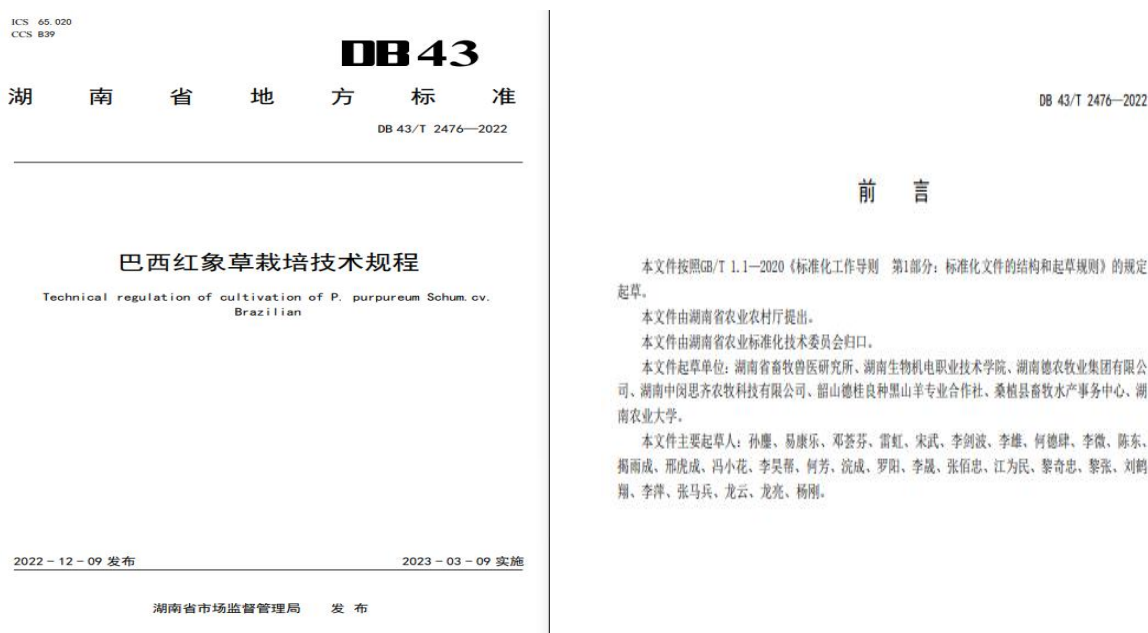 ICS 65.020
CCS B39
DB43
湖南省地方标准
DB 43/T 2476—2022
巴西红象草栽培技术规程
Technical regulation of cultivation of P. purpureum Schum. cv.
Brazilian
2022-12-09 发布
2023-03-09 实施
湖南省市场监督管理局 发 布
DB 43/T 2476—2022
前 言
本文件按照GB/T 1.1—2020《标准化工作导则 第1部分：标准化文件的结构和起草规则》的规定
起草。
本文件由湖南省农业农村厅提出。
本文件由湖南省农业标准化技术委员会归口。
本文件起草单位：湖南省畜牧兽医研究所、湖南生物机电职业技术学院、湖南德农牧业集团有限公
司、湖南中闵思齐农牧科技有限公司、韶山德桂良种黑山羊专业合作社、桑植县畜牧水产事务中心、湖
南农业大学。
本文件主要起草人：孙鏖、易康乐、邓荟芬、雷虹、宋武、李剑波、李雄、何德肆、李微、陈东、
揭雨成、邢虎成、冯小花、李昊帮、何芳、浣成、罗阳、李晟、张佰忠、江为民、黎奇忠、黎张、刘鹤
翔、李萍、张马兵、龙云、龙亮、杨刚。